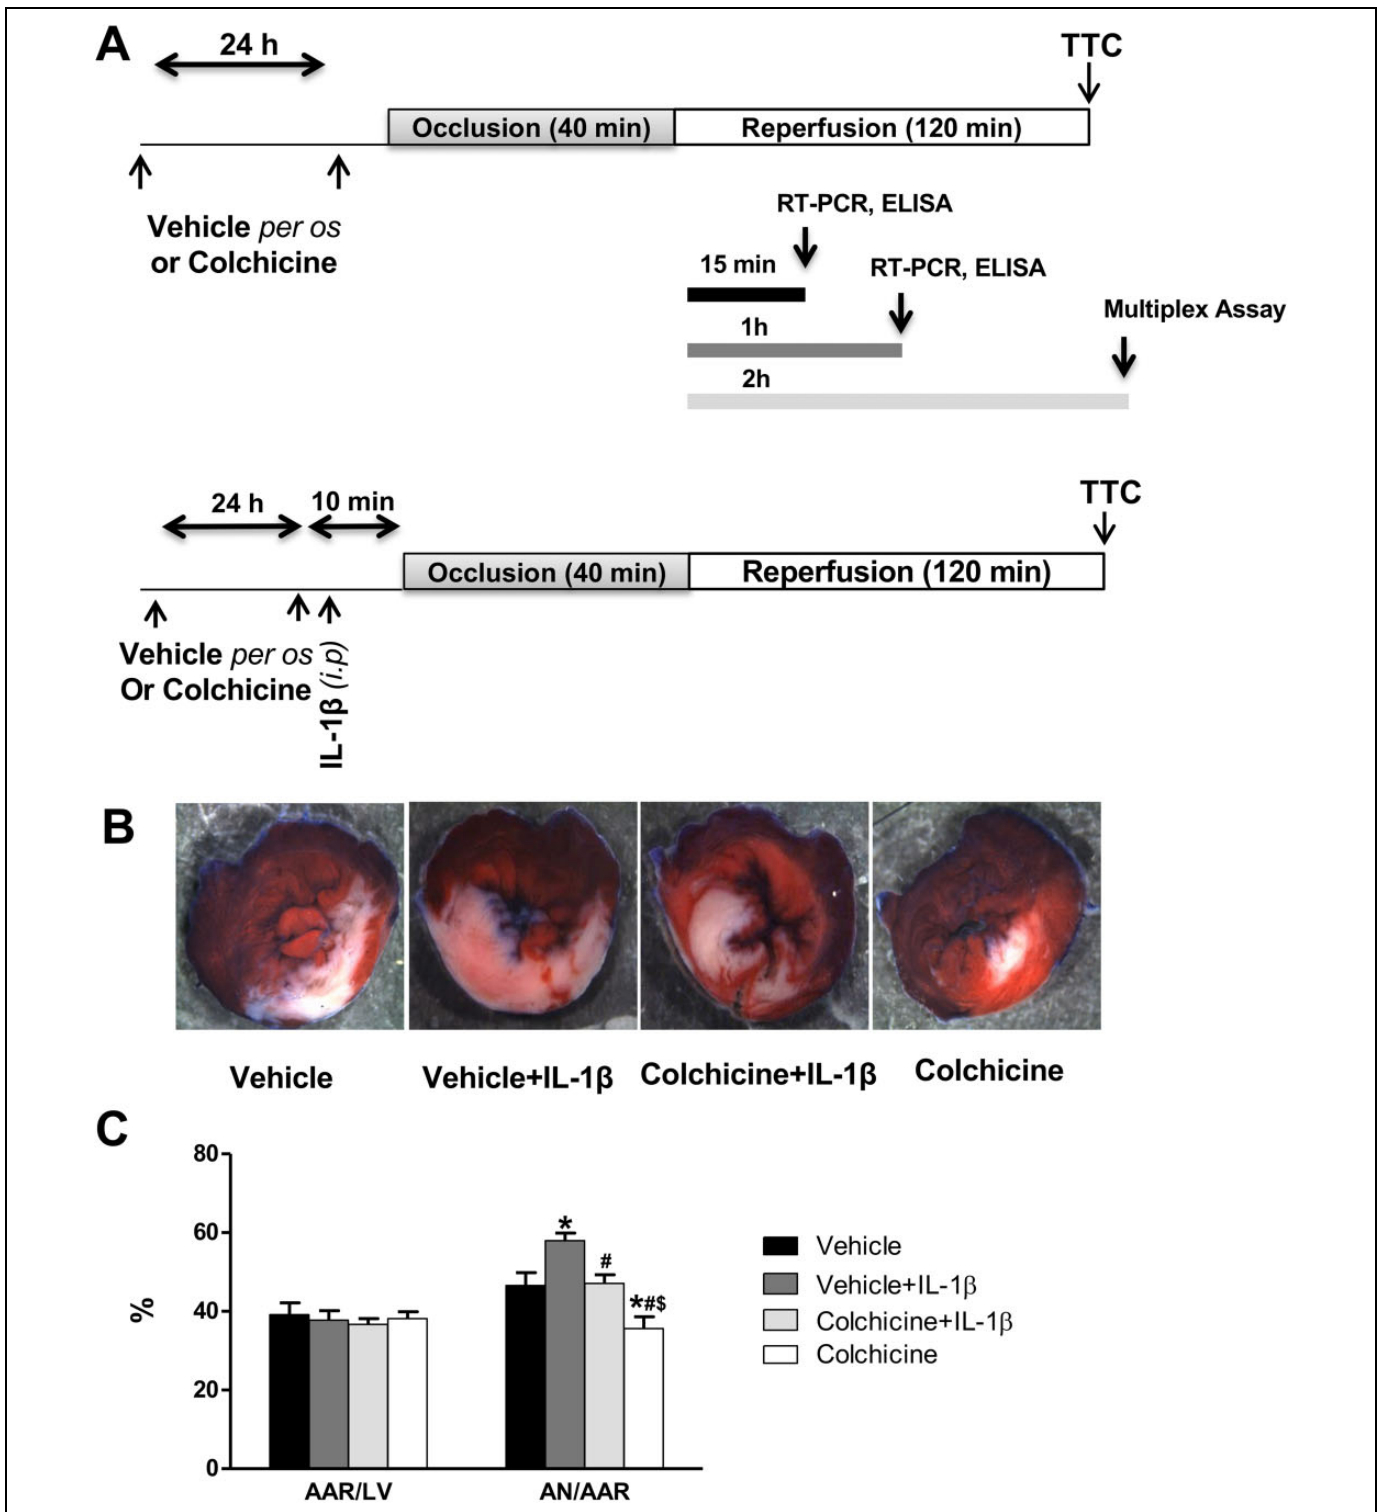 A
24 h
TTC
Occlusion (40 min)
Reperfusion (120 min)
Vehicle per os
or Colchicine
RT-PCR, ELISA
15 min
RT-PCR, ELISA
1h
Multiplex Assay
2h
24 h
10 min
TTC
Occlusion (40 min)
Reperfusion (120 min)
Vehicle per os
Or Colchicine
IL-1β (i.p)
B
Vehicle
Vehicle+IL-1β
Colchicine+IL-1β
Colchicine
C
%
80
60
40
20
0
*
#
*#$
AAR/LV
AN/AAR
Vehicle
Vehicle+IL-1β
Colchicine+IL-1β
Colchicine